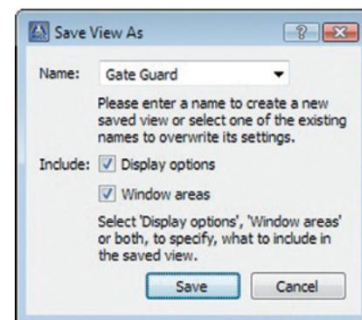 Save View As
Name: Gate Guard
Please enter a name to create a new
saved view or select one of the existing
names to overwrite its settings.
Include: Display options
Window areas
Select 'Display options', 'Window areas'
or both, to specify, what to include in
the saved view.
Save Cancel